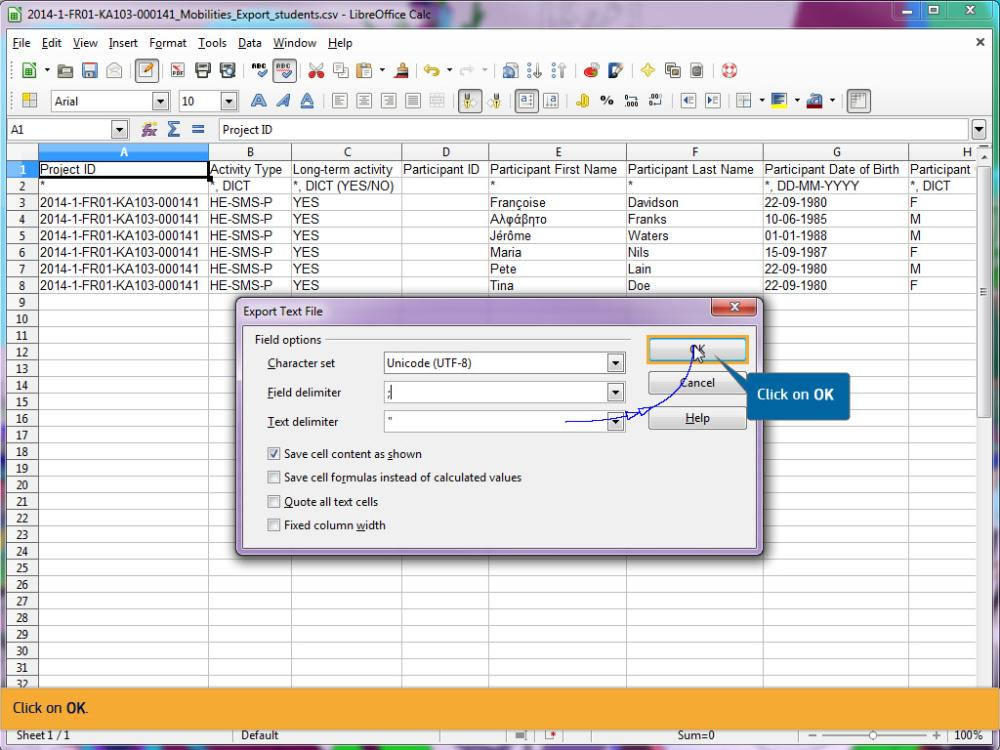 2014-1-FR01-KA103-000141_Mobilities_Export_students.csv - LibreOffice Calc
File Edit View Insert Format Tools Data Window Help
Arial 10
A1 Project ID
A B C D E F G H
1 Project ID Activity Type Long-term activity Participant ID Participant First Name Participant Last Name Participant Date of Birth Participant
2 * *, DICT *, DICT (YES/NO) * * *, DD-MM-YYYY *, DICT
3 2014-1-FR01-KA103-000141 HE-SMS-P YES Françoise Davidson 22-09-1980 F
4 2014-1-FR01-KA103-000141 HE-SMS-P YES Αλφάβητο Franks 10-06-1985 M
5 2014-1-FR01-KA103-000141 HE-SMS-P YES Jérôme Waters 01-01-1988 M
6 2014-1-FR01-KA103-000141 HE-SMS-P YES Maria Nils 15-09-1987 F
7 2014-1-FR01-KA103-000141 HE-SMS-P YES Pete Lain 22-09-1980 M
8 2014-1-FR01-KA103-000141 HE-SMS-P YES Tina Doe 22-09-1980 F
9
10
11
12
13
14
15
16
17
18
19
20
21
22
23
24
25
26
27
28
29
30
31
32
Export Text File
Field options
Character set Unicode (UTF-8)
Field delimiter ;
Text delimiter "
Save cell content as shown
Save cell formulas instead of calculated values
Quote all text cells
Fixed column width
OK
Cancel
Help
Click on OK
Click on OK.
Sheet 1 / 1 Default Sum=0 100%